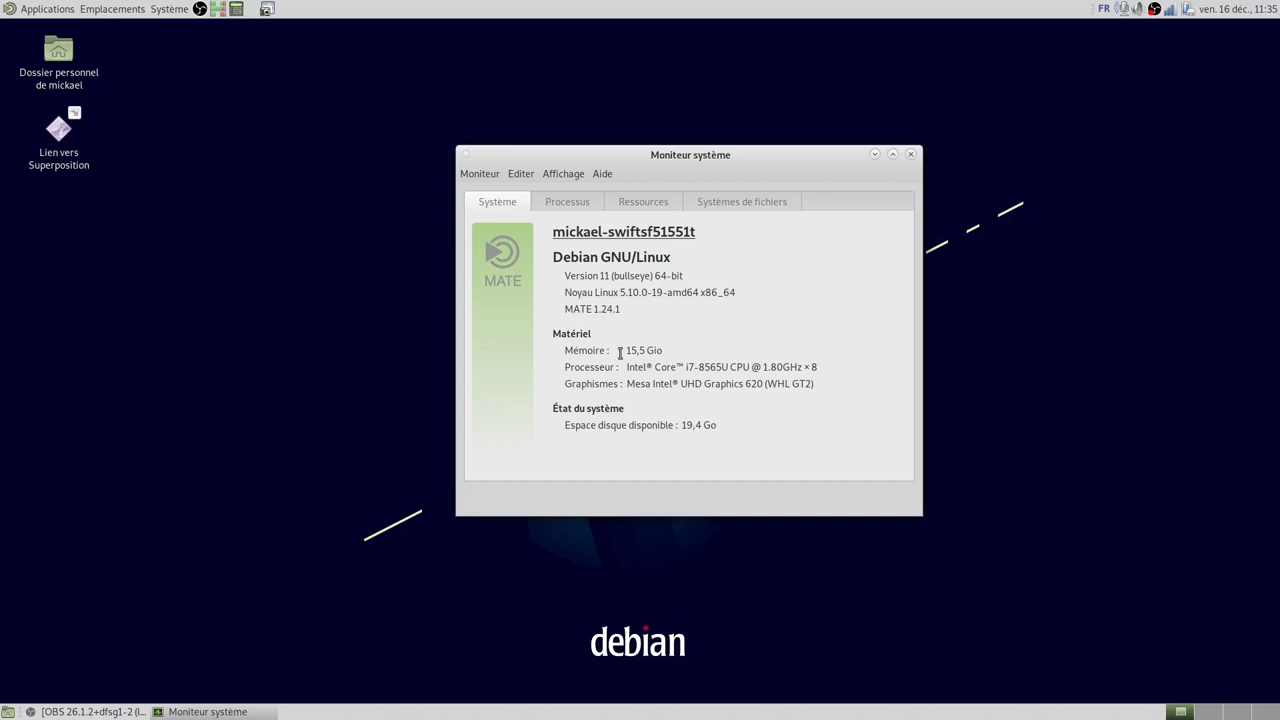 Applications Emplacements Système
FR ven. 16 déc., 11:35
Dossier personnel
de mickael
Lien vers
Superposition
Moniteur système
Moniteur Editer Affichage Aide
Système Processus Ressources Systèmes de fichiers
MATE
mickael-swiftsf51551t
Debian GNU/Linux
Version 11 (bullseye) 64-bit
Noyau Linux 5.10.0-19-amd64 x86_64
MATE 1.24.1
Matériel
Mémoire : 15,5 Gio
Processeur : Intel® Core™ i7-8565U CPU @ 1.80GHz × 8
Graphismes : Mesa Intel® UHD Graphics 620 (WHL GT2)
État du système
Espace disque disponible : 19,4 Go
debian
[OBS 26.1.2+dfsg1-2 (l... Moniteur système